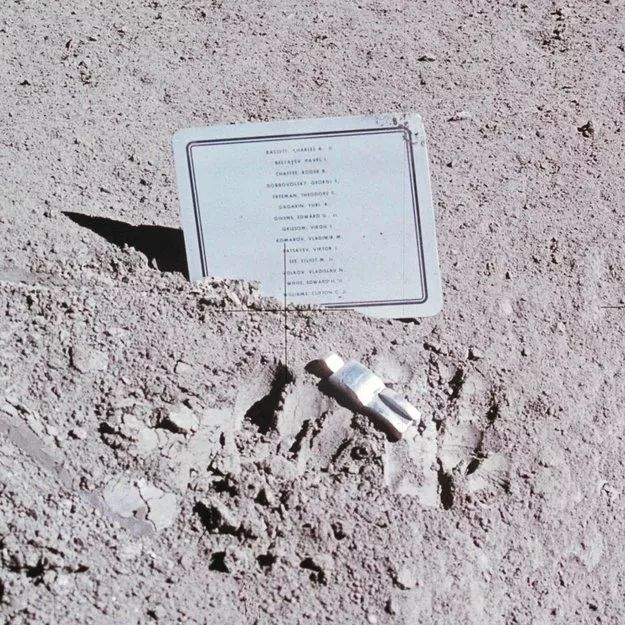 BASSETT, CHARLES A. II
BELYAYEV, PAVEL I.
CHAFFEE, ROGER B.
DOBROVOLSKY, GEORGI T.
FREEMAN, THEODORE C.
GAGARIN, YURI A.
GIVENS, EDWARD G., JR.
GRISSOM, VIRGIL I.
KOMAROV, VLADIMIR M.
PATSAYEV, VIKTOR I.
SEE, ELLIOT M., JR.
VOLKOV, VLADISLAV N.
WHITE, EDWARD H. II
WILLIAMS, CLIFTON C., JR.